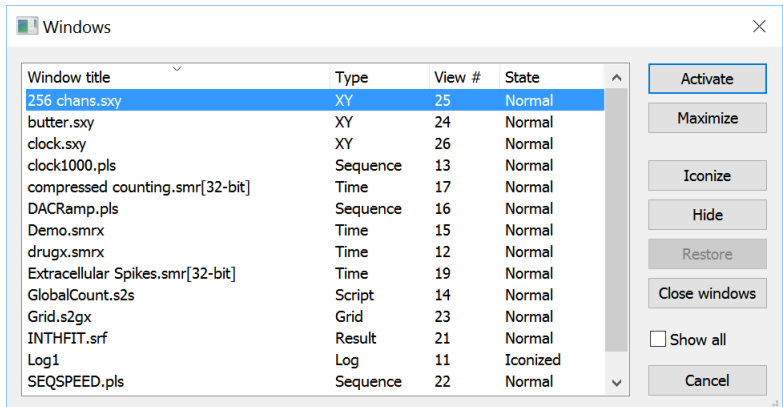 Windows
Window title Type View # State
256 chans.sxy XY 25 Normal
butter.sxy XY 24 Normal
clock.sxy XY 26 Normal
clock1000.pls Sequence 13 Normal
compressed counting.smr[32-bit] Time 17 Normal
DACRamp.pls Sequence 16 Normal
Demo.smrx Time 15 Normal
drugx.smrx Time 12 Normal
Extracellular Spikes.smr[32-bit] Time 19 Normal
GlobalCount.s2s Script 14 Normal
Grid.s2gx Grid 23 Normal
INTHFIT.srf Result 21 Normal
Log1 Log 11 Iconized
SEQSPEED.pls Sequence 22 Normal
Activate
Maximize
Iconize
Hide
Restore
Close windows
Show all
Cancel